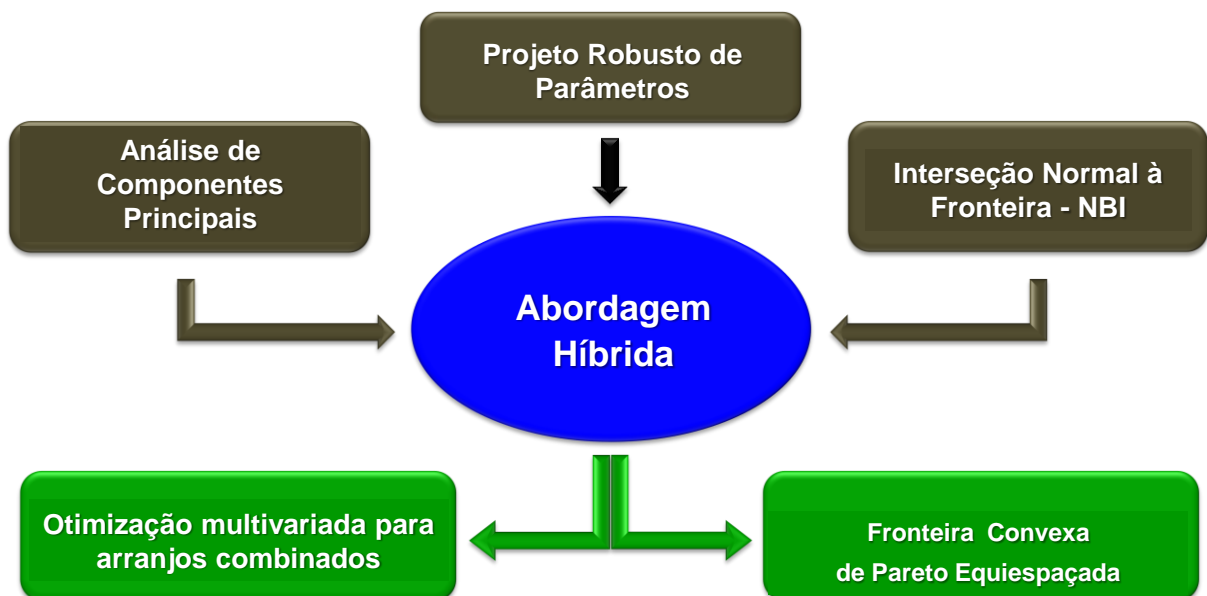 Projeto Robusto de
Parâmetros
Análise de
Componentes
Principais
Interseção Normal à
Fronteira - NBI
Abordagem
Híbrida
Otimização multivariada para
arranjos combinados
Fronteira Convexa
de Pareto Equiespaçada